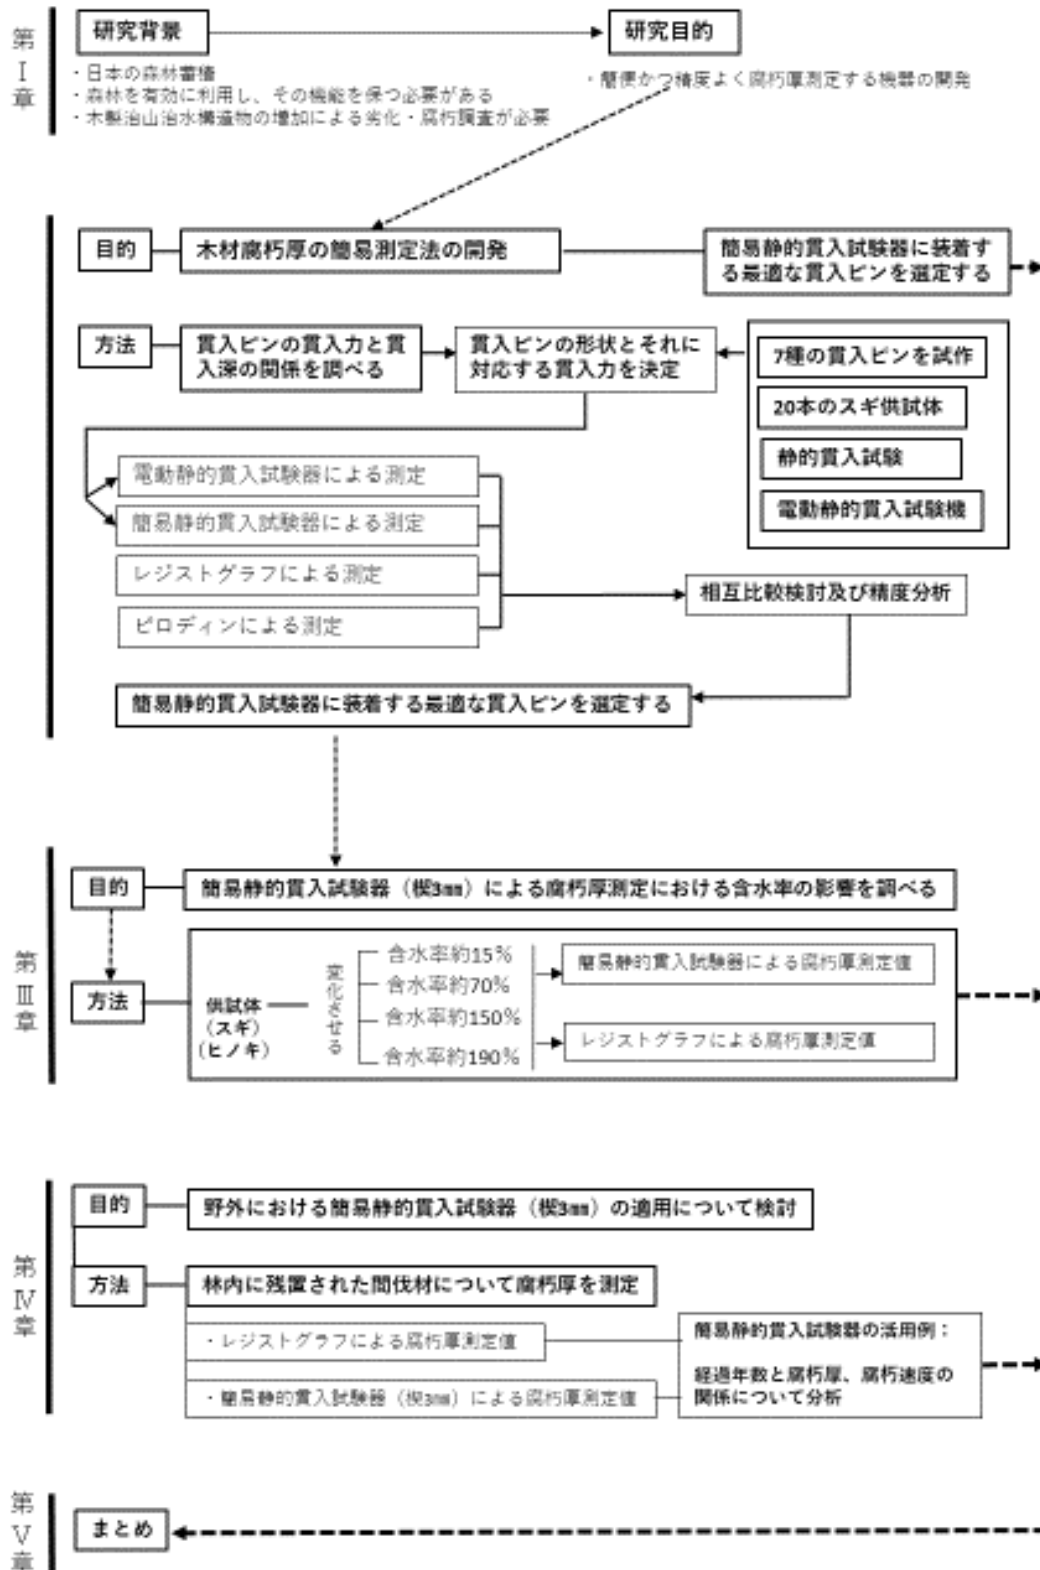 第Ⅰ章
研究背景
研究目的
・日本の森林蓄積
・森林を有効に利用し、その機能を保つ必要がある
・木製治山治水構造物の増加による劣化・腐朽調査が必要
・簡便かつ精度よく腐朽厚測定する機器の開発
目的
木材腐朽厚の簡易測定法の開発
簡易静的貫入試験器に装着す
る最適な貫入ピンを選定する
方法
貫入ピンの貫入力と貫
入深の関係を調べる
貫入ピンの形状とそれに
対応する貫入力を決定
7種の貫入ピンを試作
20本のスギ供試体
静的貫入試験
電動静的貫入試験機
電動静的貫入試験器による測定
簡易静的貫入試験器による測定
レジストグラフによる測定
ピロディンによる測定
相互比較検討及び精度分析
簡易静的貫入試験器に装着する最適な貫入ピンを選定する
第Ⅲ章
目的
簡易静的貫入試験器（楔3㎜）による腐朽厚測定における含水率の影響を調べる
方法
供試体
（スギ）
（ヒノキ）
変化させる
含水率約15％
含水率約70％
含水率約150％
含水率約190％
簡易静的貫入試験器による腐朽厚測定値
レジストグラフによる腐朽厚測定値
第Ⅳ章
目的
野外における簡易静的貫入試験器（楔3㎜）の適用について検討
方法
林内に残置された間伐材について腐朽厚を測定
・レジストグラフによる腐朽厚測定値
・簡易静的貫入試験器（楔3㎜）による腐朽厚測定値
簡易静的貫入試験器の活用例：
経過年数と腐朽厚、腐朽速度の
関係について分析
第Ⅴ章
まとめ